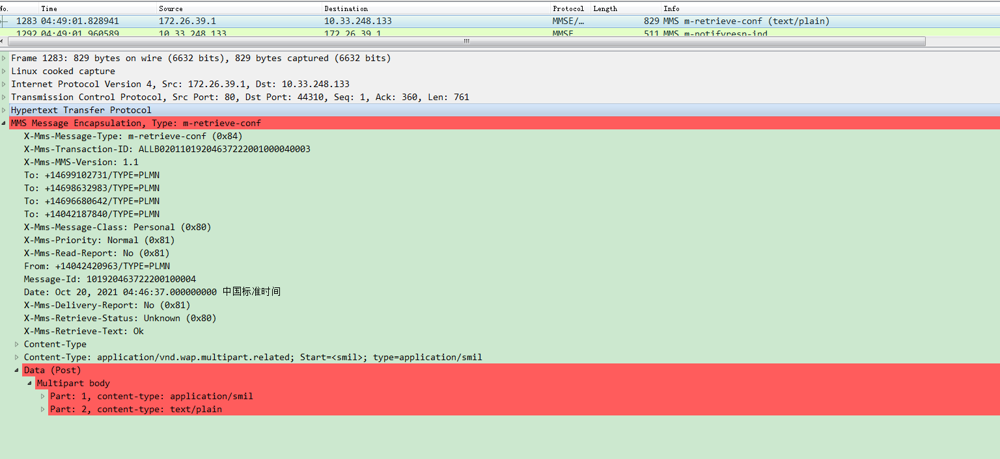 No. Time Source Destination Protocol Length Info
1283 04:49:01.828941 172.26.39.1 10.33.248.133 MMSE/… 829 MMS m-retrieve-conf (text/plain)
1292 04:49:01.960589 10.33.248.133 172.26.39.1 MMSE 511 MMS m-notifyresp-ind
Frame 1283: 829 bytes on wire (6632 bits), 829 bytes captured (6632 bits)
Linux cooked capture
Internet Protocol Version 4, Src: 172.26.39.1, Dst: 10.33.248.133
Transmission Control Protocol, Src Port: 80, Dst Port: 44310, Seq: 1, Ack: 360, Len: 761
Hypertext Transfer Protocol
MMS Message Encapsulation, Type: m-retrieve-conf
X-Mms-Message-Type: m-retrieve-conf (0x84)
X-Mms-Transaction-ID: ALLB02011019204637222001000040003
X-Mms-MMS-Version: 1.1
To: +14699102731/TYPE=PLMN
To: +14698632983/TYPE=PLMN
To: +14696680642/TYPE=PLMN
To: +14042187840/TYPE=PLMN
X-Mms-Message-Class: Personal (0x80)
X-Mms-Priority: Normal (0x81)
X-Mms-Read-Report: No (0x81)
From: +14042420963/TYPE=PLMN
Message-Id: 101920463722200100004
Date: Oct 20, 2021 04:46:37.000000000 中国标准时间
X-Mms-Delivery-Report: No (0x81)
X-Mms-Retrieve-Status: Unknown (0x80)
X-Mms-Retrieve-Text: Ok
Content-Type
Content-Type: application/vnd.wap.multipart.related; Start=<smil>; type=application/smil
Data (Post)
Multipart body
Part: 1, content-type: application/smil
Part: 2, content-type: text/plain